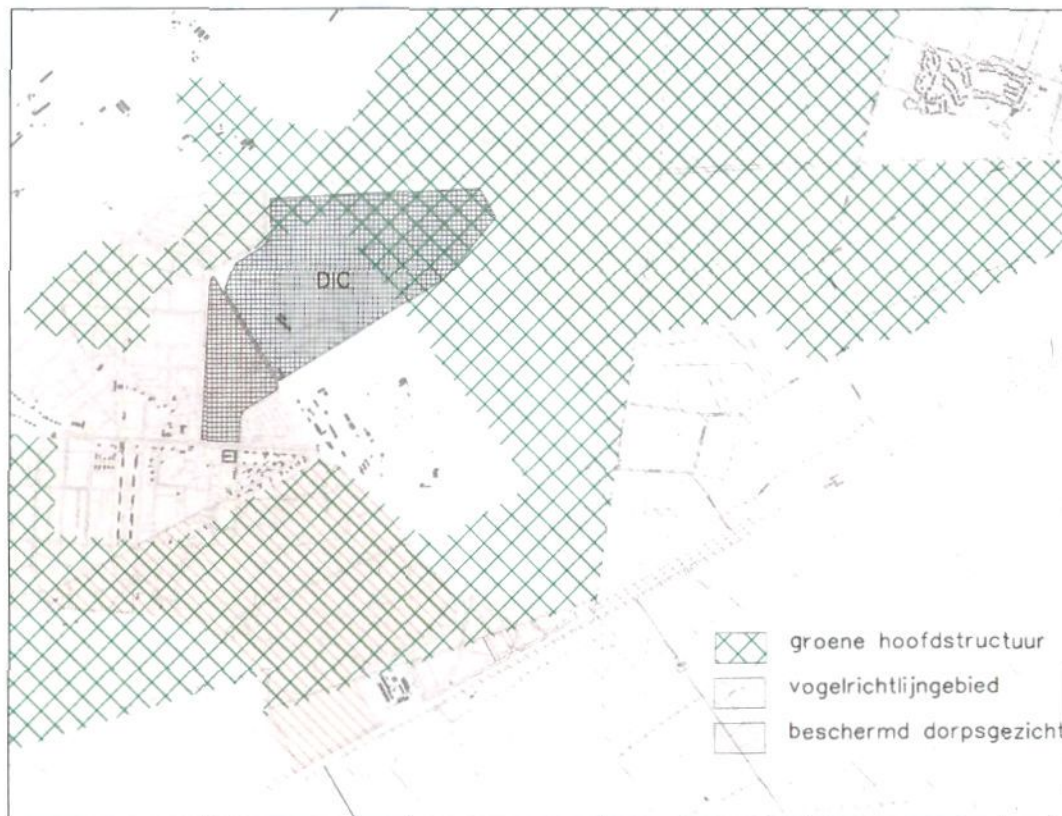 DIC
groene hoofdstructuur
vogelrichtlijngebied
beschermd dorpsgezicht